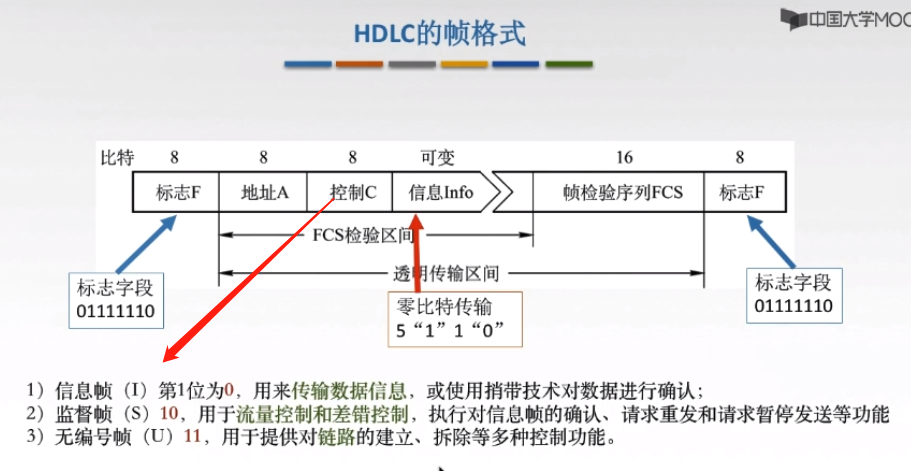 中国大学MOO
HDLC的帧格式
比特 8 8 8 可变 16 8
标志F 地址A 控制C 信息Info 帧检验序列FCS 标志F
FCS检验区间
透明传输区间
标志字段
01111110
零比特传输
5“1”1“0”
标志字段
01111110
1）信息帧（I）第1位为0，用来传输数据信息，或使用捎带技术对数据进行确认；
2）监督帧（S）10，用于流量控制和差错控制，执行对信息帧的确认、请求重发和请求暂停发送等功能
3）无编号帧（U）11，用于提供对链路的建立、拆除等多种控制功能。